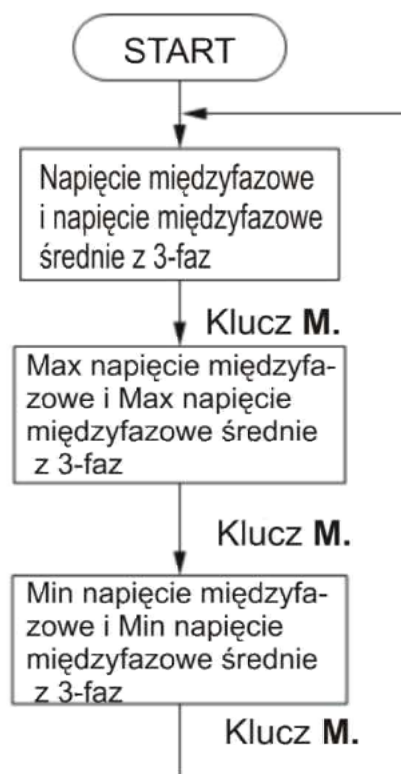 START
Napięcie międzyfazowe
i napięcie międzyfazowe
średnie z 3-faz
Klucz M.
Max napięcie międzyfa-
zowe i Max napięcie
międzyfazowe średnie
z 3-faz
Klucz M.
Min napięcie międzyfa-
zowe i Min napięcie
międzyfazowe średnie
z 3-faz
Klucz M.